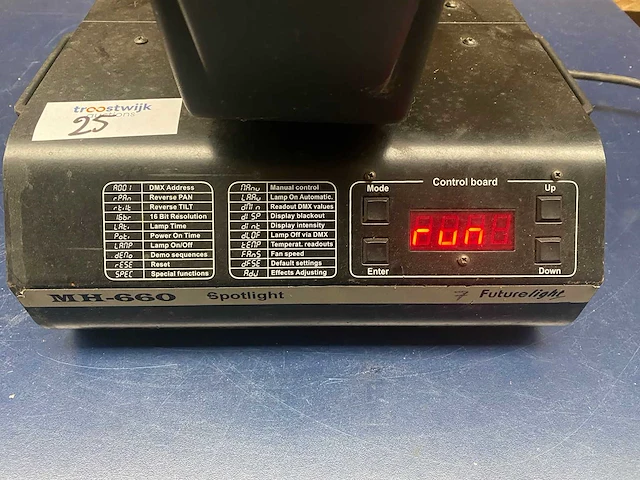 troostwijk
auctions
25
A001 DMX Address
rPAn Reverse PAN
rtilt Reverse TILT
16br 16 Bit Resolution
LAti Lamp Time
Poti Power On Time
LAMP Lamp On/Off
dEMo Demo sequences
rESE Reset
SPEC Special functions
MAnu Manual control
LAAu Lamp On Automatic.
Readout DMX values
diSP Display blackout
dint Display intensity
dLOF Lamp Off via DMX
tEMP Temperat. readouts
FAnS Fan speed
dFSE Default settings
Adj Effects Adjusting
Control board
Mode
Up
run
Enter
Down
MH-660 Spotlight
7 Futurelight